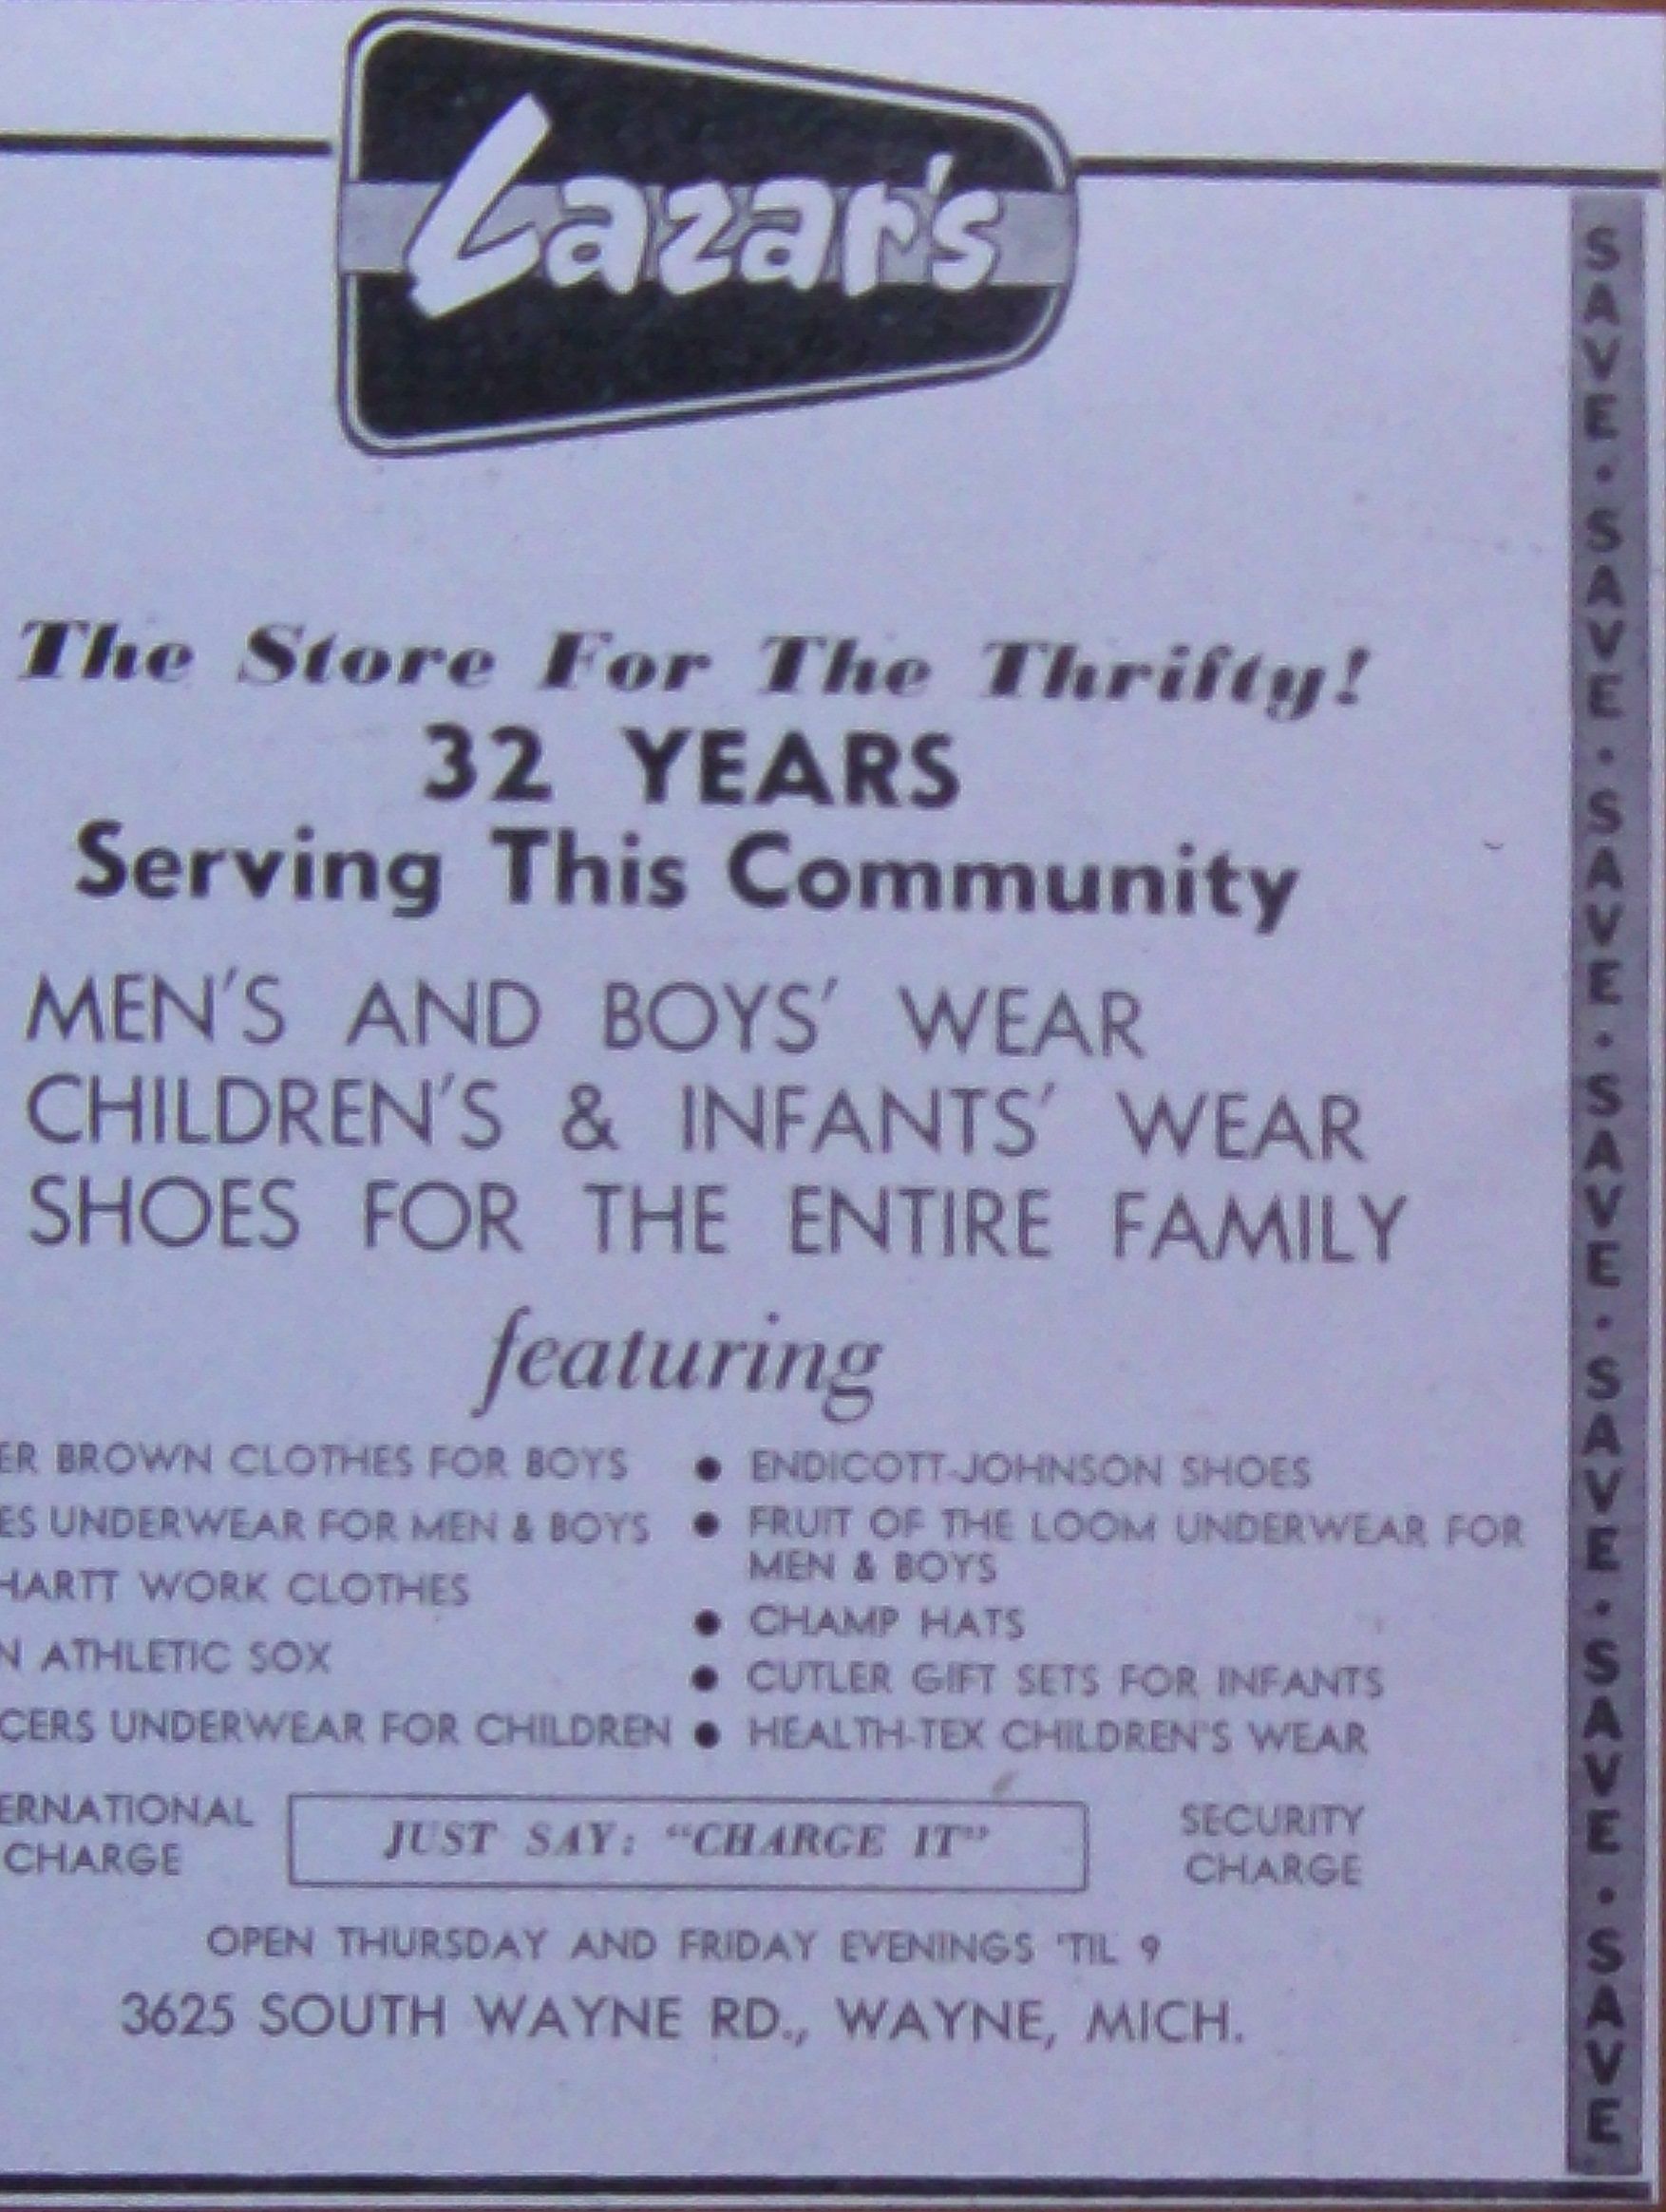 Lazar's
The Store For The Thrifty!
32 YEARS
Serving This Community
MEN'S AND BOYS' WEAR
CHILDREN'S & INFANTS' WEAR
SHOES FOR THE ENTIRE FAMILY
featuring
ER BROWN CLOTHES FOR BOYS
ES UNDERWEAR FOR MEN & BOYS
HARTT WORK CLOTHES
N ATHLETIC SOX
CERS UNDERWEAR FOR CHILDREN
● ENDICOTT-JOHNSON SHOES
● FRUIT OF THE LOOM UNDERWEAR FOR
MEN & BOYS
● CHAMP HATS
● CUTLER GIFT SETS FOR INFANTS
● HEALTH-TEX CHILDREN'S WEAR
ERNATIONAL
CHARGE
JUST SAY: "CHARGE IT"
SECURITY
CHARGE
OPEN THURSDAY AND FRIDAY EVENINGS 'TIL 9
3625 SOUTH WAYNE RD., WAYNE, MICH.
SAVE • SAVE • SAVE • SAVE • SAVE • SAVE • SAVE